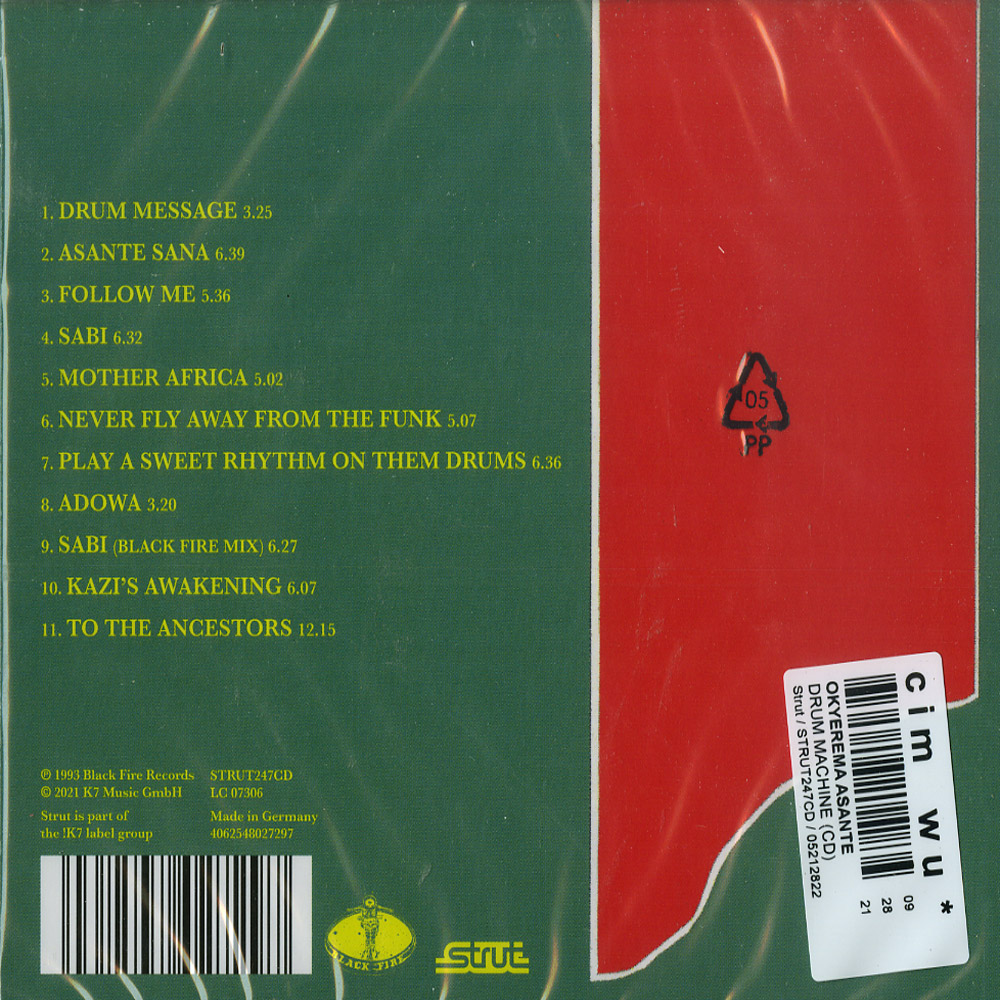 1. DRUM MESSAGE 3.25
2. ASANTE SANA 6.39
3. FOLLOW ME 5.36
4. SABI 6.32
5. MOTHER AFRICA 5.02
6. NEVER FLY AWAY FROM THE FUNK 5.07
7. PLAY A SWEET RHYTHM ON THEM DRUMS 6.36
8. ADOWA 3.20
9. SABI (BLACK FIRE MIX) 6.27
10. KAZI'S AWAKENING 6.07
11. TO THE ANCESTORS 12.15
℗ 1993 Black Fire Records
© 2021 K7 Music GmbH
Strut is part of
the !K7 label group
STRUT247CD
LC 07306
Made in Germany
4062548027297
BLACK FIRE
Strut
05
PP
cim wu *
09
28
21
OKYEREMA ASANTE
DRUM MACHINE (CD)
Strut / STRUT247CD / 05212822